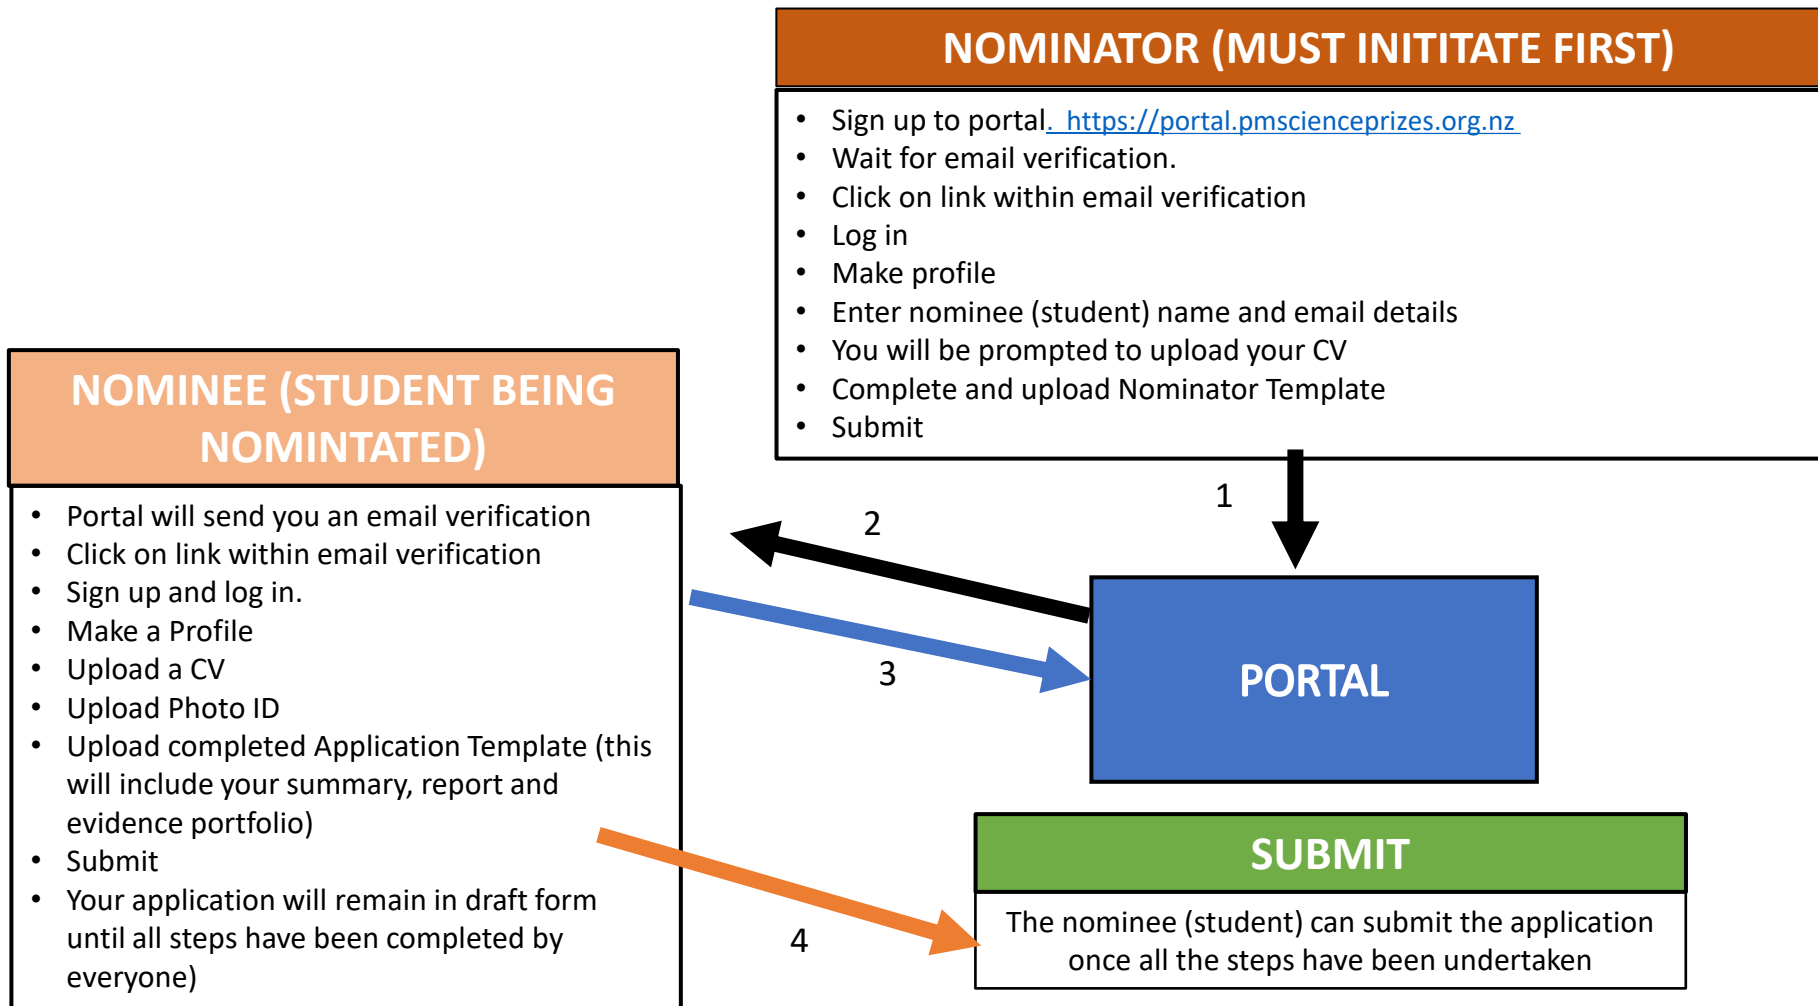 NOMINATOR (MUST INITITATE FIRST)
• Sign up to portal.  https://portal.pmscienceprizes.org.nz
• Wait for email verification.
• Click on link within email verification
• Log in
• Make profile
• Enter nominee (student) name and email details
• You will be prompted to upload your CV
• Complete and upload Nominator Template
• Submit
NOMINEE (STUDENT BEING
NOMINTATED)
• Portal will send you an email verification
• Click on link within email verification
• Sign up and log in.
• Make a Profile
• Upload a CV
• Upload Photo ID
• Upload completed Application Template (this
will include your summary, report and
evidence portfolio)
• Submit
• Your application will remain in draft form
until all steps have been completed by
everyone)
1
2
3
PORTAL
4
SUBMIT
The nominee (student) can submit the application
once all the steps have been undertaken